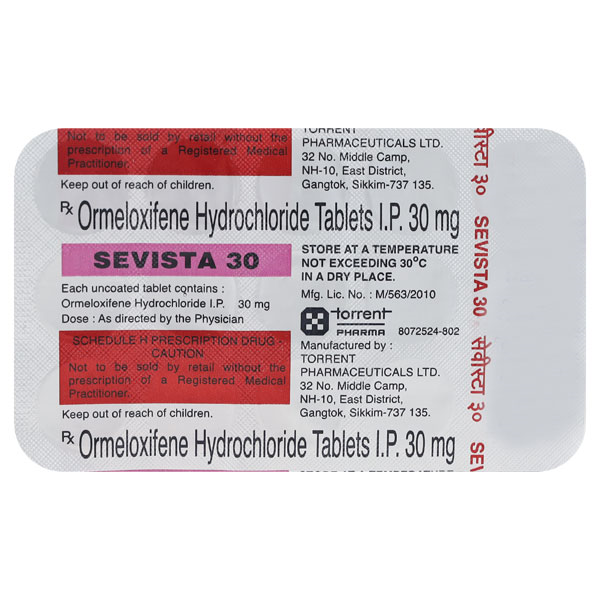 Not to be sold by retail without the
prescription of a Registered Medical
Practitioner.
Keep out of reach of children.
TORRENT
PHARMACEUTICALS LTD.
32 No. Middle Camp,
NH-10, East District,
Gangtok, Sikkim-737 135.
Rx Ormeloxifene Hydrochloride Tablets I.P. 30 mg
SEVISTA 30
Each uncoated tablet contains :
Ormeloxifene Hydrochloride I.P. 30 mg
Dose : As directed by the Physician
SCHEDULE H PRESCRIPTION DRUG -
CAUTION
Not to be sold by retail without the
prescription of a Registered Medical
Practitioner.
Keep out of reach of children.
STORE AT A TEMPERATURE
NOT EXCEEDING 30°C
IN A DRY PLACE.
Mfg. Lic. No. : M/563/2010
torrent
PHARMA
8072524-802
Manufactured by :
TORRENT
PHARMACEUTICALS LTD.
32 No. Middle Camp,
NH-10, East District,
Gangtok, Sikkim-737 135.
Rx Ormeloxifene Hydrochloride Tablets I.P. 30 mg
सेवीस्टा ३० SEVISTA 30 सेवीस्टा ३०